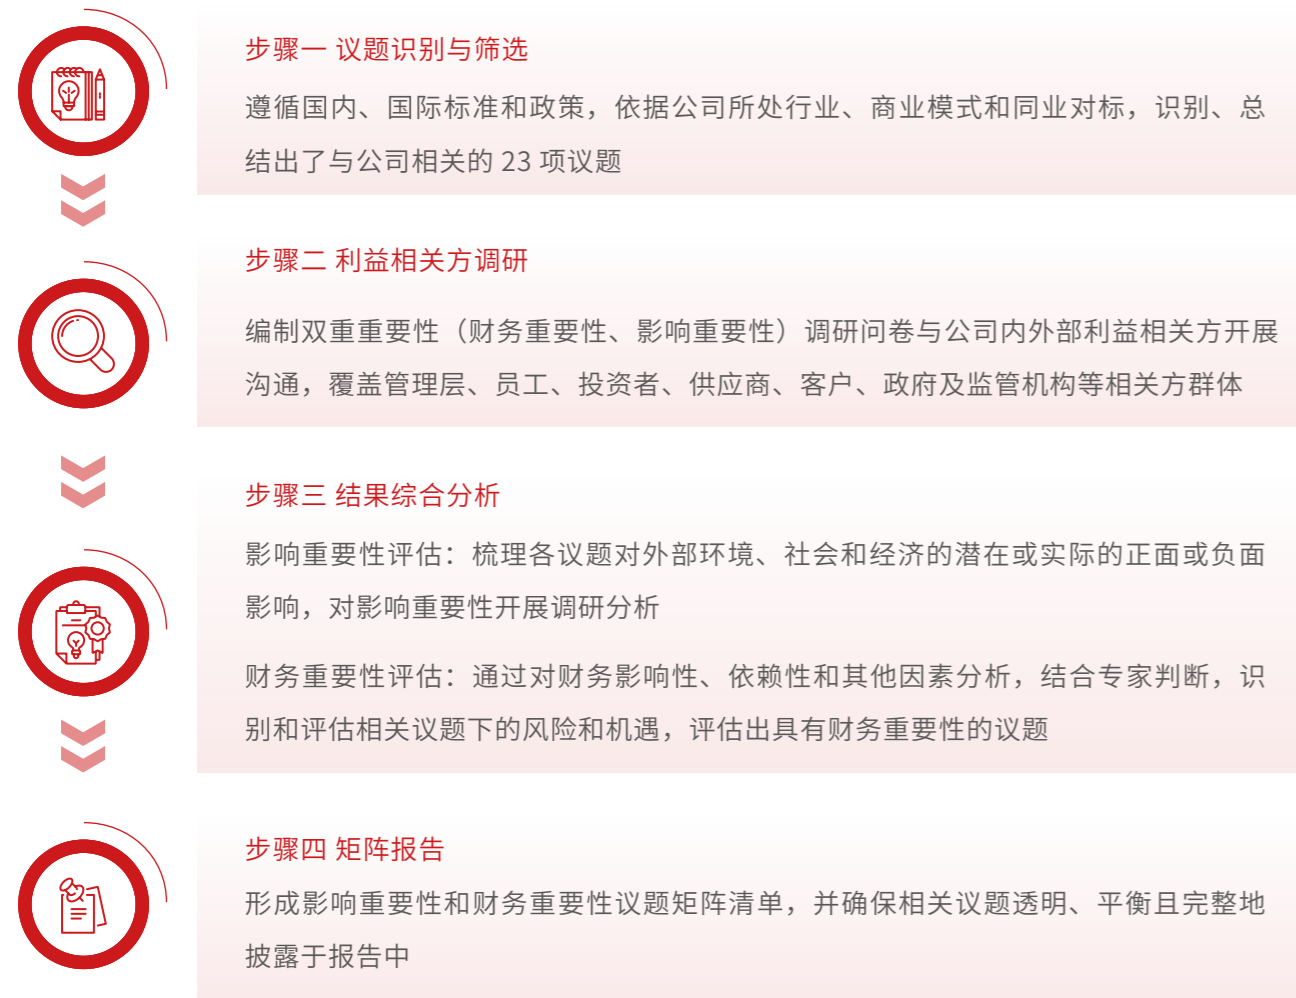 步骤一 议题识别与筛选
遵循国内、国际标准和政策，依据公司所处行业、商业模式和同业对标，识别、总
结出了与公司相关的 23 项议题
步骤二 利益相关方调研
编制双重重要性（财务重要性、影响重要性）调研问卷与公司内外部利益相关方开展
沟通，覆盖管理层、员工、投资者、供应商、客户、政府及监管机构等相关方群体
步骤三 结果综合分析
影响重要性评估：梳理各议题对外部环境、社会和经济的潜在或实际的正面或负面
影响，对影响重要性开展调研分析
财务重要性评估：通过对财务影响性、依赖性和其他因素分析，结合专家判断，识
别和评估相关议题下的风险和机遇，评估出具有财务重要性的议题
步骤四 矩阵报告
形成影响重要性和财务重要性议题矩阵清单，并确保相关议题透明、平衡且完整地
披露于报告中